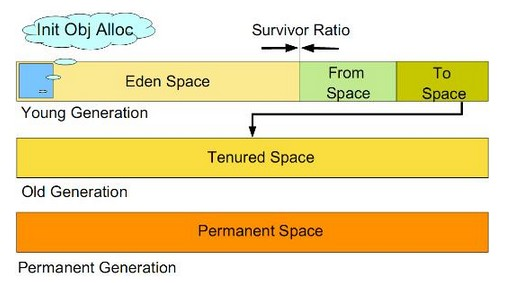 Init Obj Alloc
Survivor Ratio
Eden Space
From
Space
To
Space
Young Generation
Tenured Space
Old Generation
Permanent Space
Permanent Generation